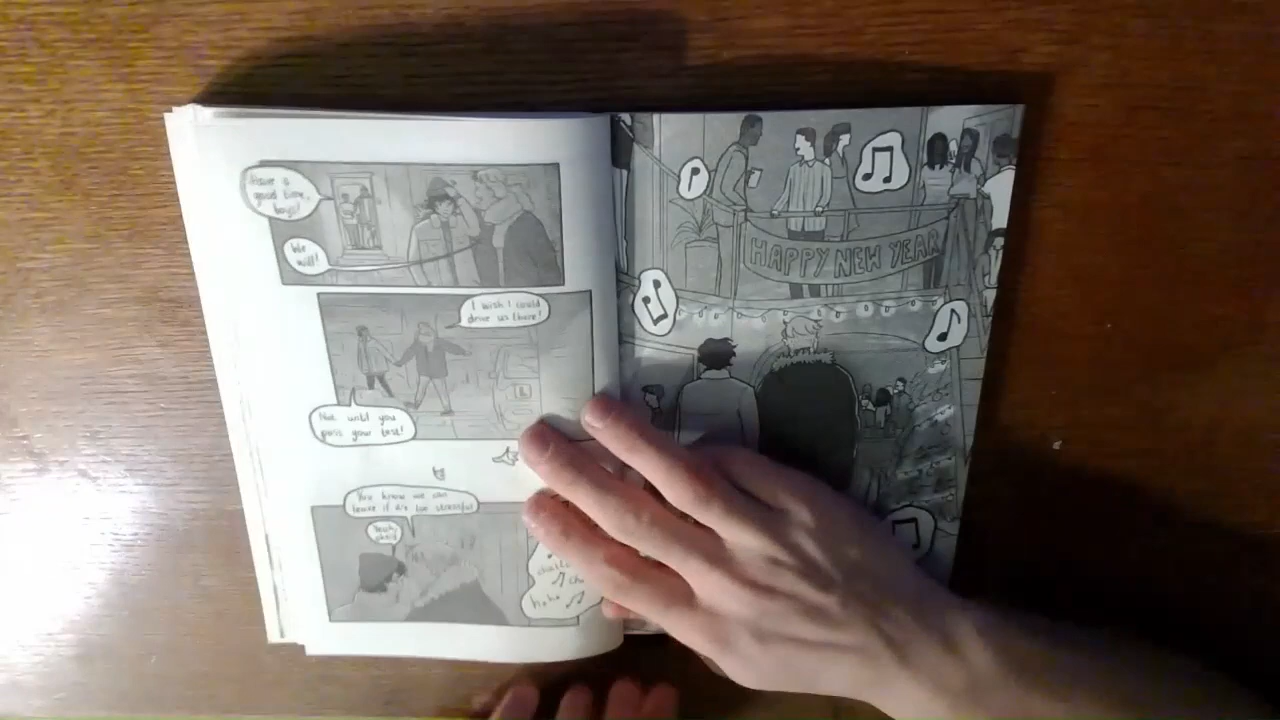 Have a
good time,
boys!
We
will!
I wish I could
drive us there!
Not until you
pass your test!
You know we can
leave if it's too stressful
Yeah,
haha
HAPPY NEW YEAR